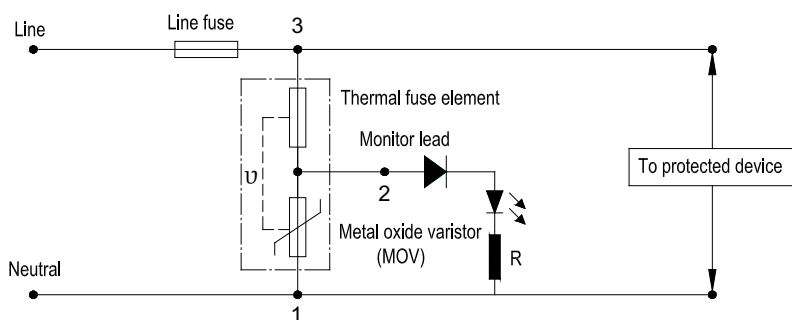 Line
Line fuse
3
Thermal fuse element
Monitor lead
To protected device
υ
2
Metal oxide varistor
(MOV)
R
Neutral
1